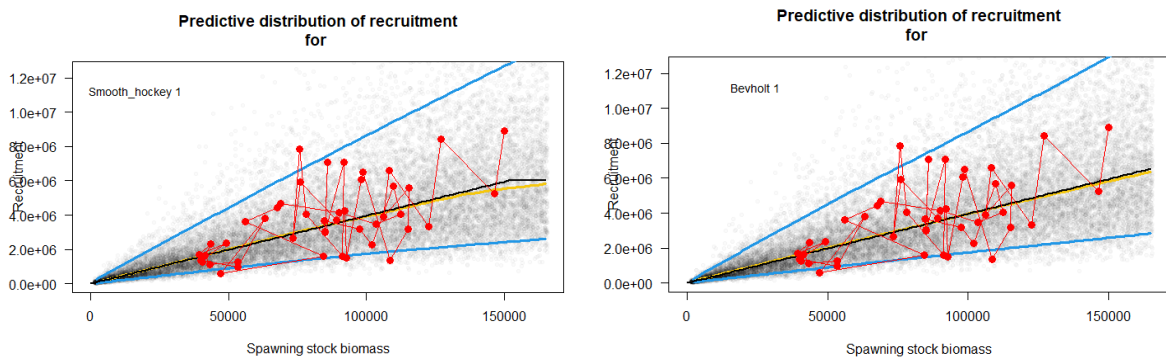 Predictive distribution of recruitment
for
Smooth_hockey 1
Recruitment
1.2e+07
1.0e+07
8.0e+06
6.0e+06
4.0e+06
2.0e+06
0.0e+00
0
50000
100000
150000
Spawning stock biomass
Predictive distribution of recruitment
for
Bevholt 1
Recruitment
1.2e+07
1.0e+07
8.0e+06
6.0e+06
4.0e+06
2.0e+06
0.0e+00
0
50000
100000
150000
Spawning stock biomass